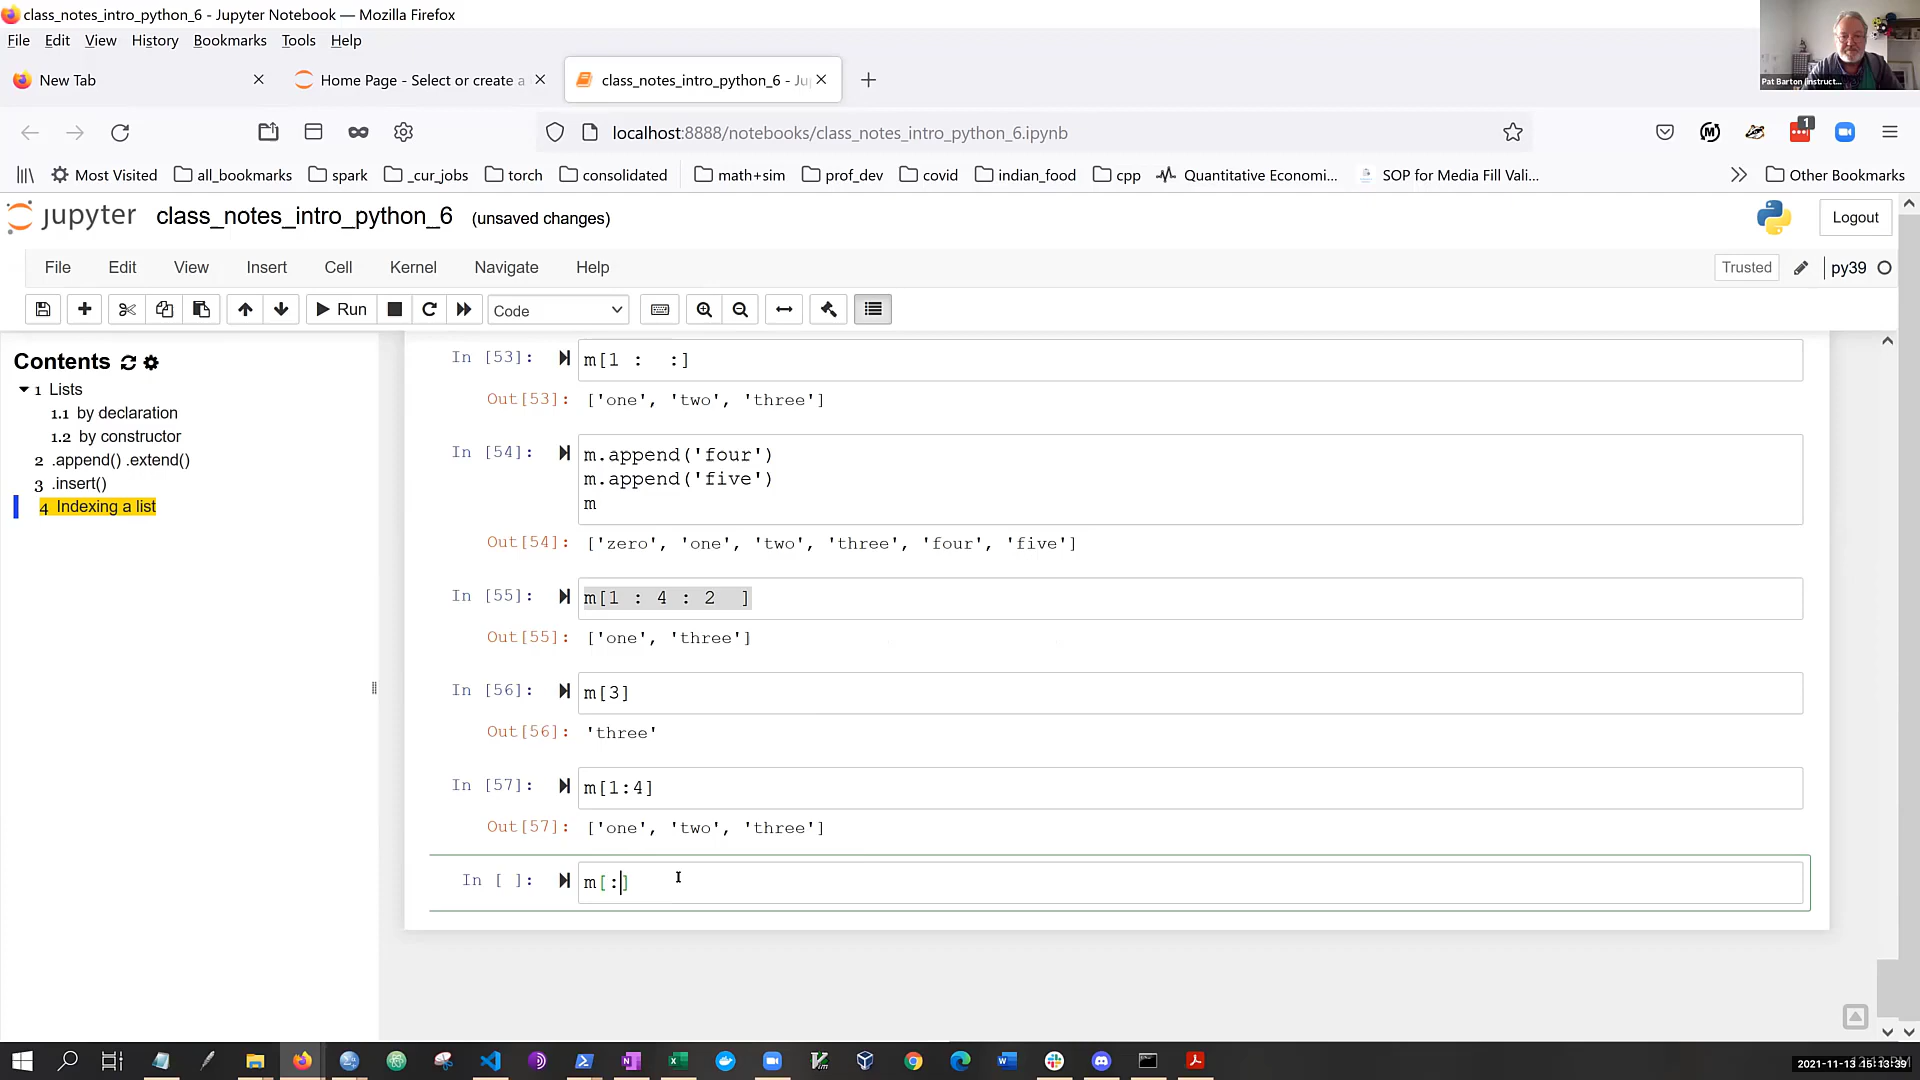 class_notes_intro_python_6 - Jupyter Notebook — Mozilla Firefox
File Edit View History Bookmarks Tools Help
New Tab
Home Page - Select or create a
class_notes_intro_python_6 - Ju
Pat Barton (instruct...
localhost:8888/notebooks/class_notes_intro_python_6.ipynb
1
Most Visited all_bookmarks spark _cur_jobs torch consolidated math+sim prof_dev covid indian_food cpp Quantitative Economi... SOP for Media Fill Vali... Other Bookmarks
jupyter class_notes_intro_python_6 (unsaved changes)
Logout
File Edit View Insert Cell Kernel Navigate Help
Trusted py39
Run Code
Contents
1 Lists
1.1 by declaration
1.2 by constructor
2 .append() .extend()
3 .insert()
4 Indexing a list
In [53]: m[1 :  :]
Out[53]: ['one', 'two', 'three']
In [54]: m.append('four')
m.append('five')
m
Out[54]: ['zero', 'one', 'two', 'three', 'four', 'five']
In [55]: m[1 : 4 : 2  ]
Out[55]: ['one', 'three']
In [56]: m[3]
Out[56]: 'three'
In [57]: m[1:4]
Out[57]: ['one', 'two', 'three']
In [ ]: m[:]
2021-11-13 15:13:39